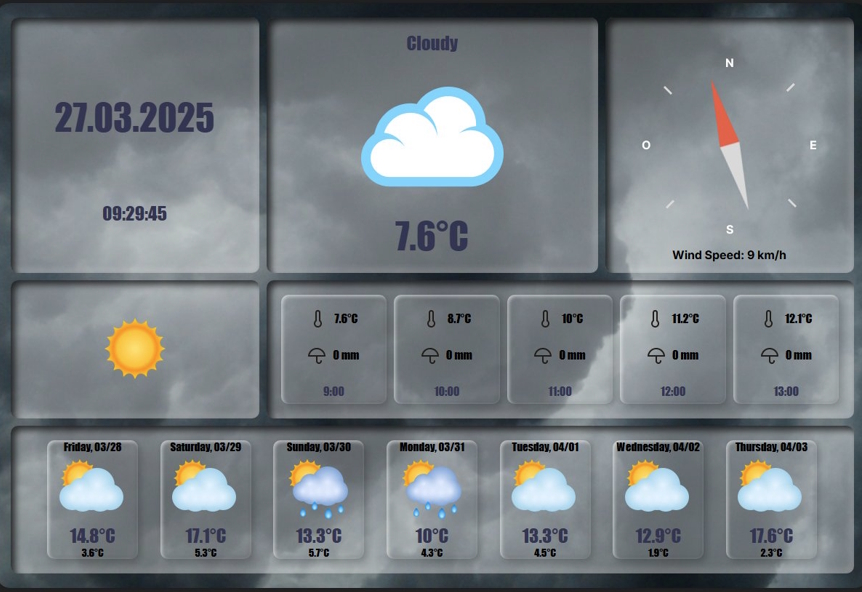 27.03.2025
09:29:45
Cloudy
7.6°C
N
O
E
S
Wind Speed: 9 km/h
7.6°C
0 mm
9:00
8.7°C
0 mm
10:00
10°C
0 mm
11:00
11.2°C
0 mm
12:00
12.1°C
0 mm
13:00
Friday, 03/28
14.8°C
3.6°C
Saturday, 03/29
17.1°C
5.3°C
Sunday, 03/30
13.3°C
5.7°C
Monday, 03/31
10°C
4.3°C
Tuesday, 04/01
13.3°C
4.5°C
Wednesday, 04/02
12.9°C
1.9°C
Thursday, 04/03
17.6°C
2.3°C